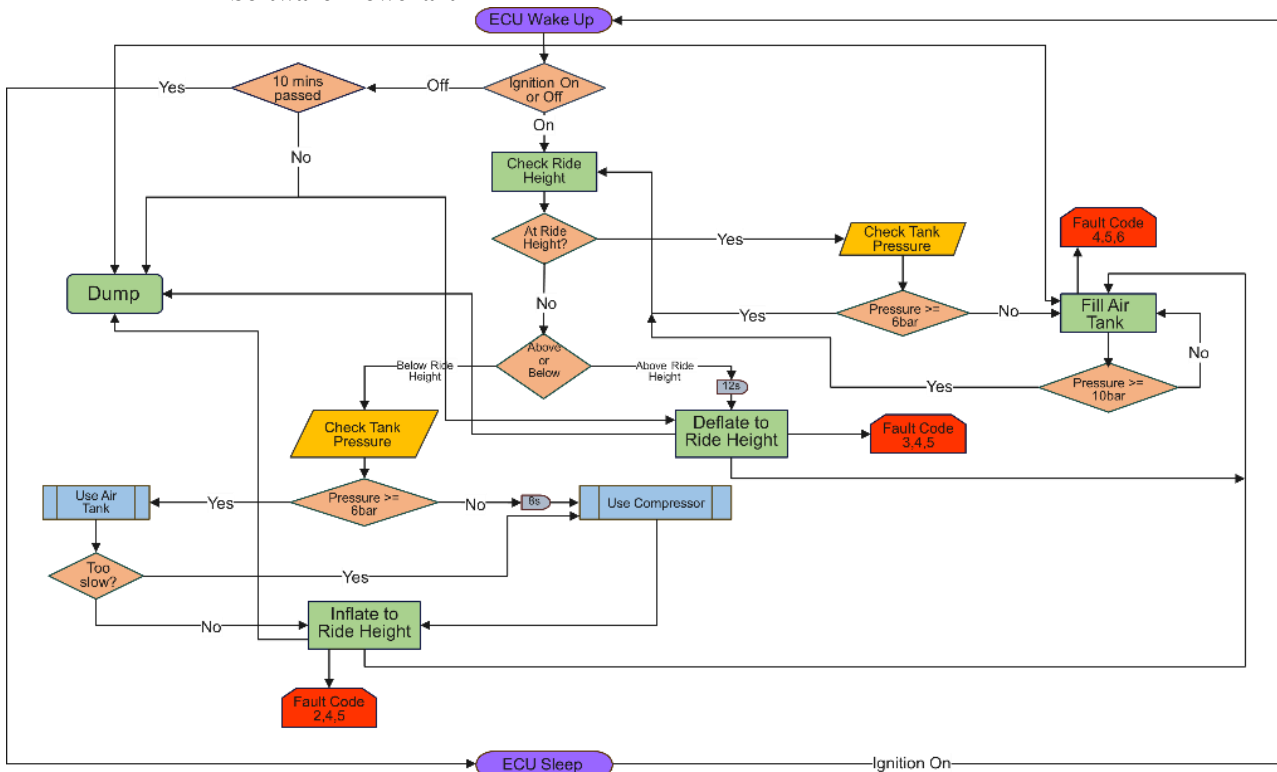 ECU Wake Up
Yes
10 mins
passed
Off
Ignition On
or Off
On
No
Check Ride
Height
At Ride
Height?
Yes
Check Tank
Pressure
Fault Code
4,5,6
Dump
No
Yes
Pressure >=
6bar
No
Fill Air
Tank
No
Above
or
Below
Below Ride
Height
Above Ride
Height
12s
Yes
Pressure >=
10bar
Check Tank
Pressure
Deflate to
Ride Height
Fault Code
3,4,5
Use Air
Tank
Yes
Pressure >=
6bar
No
8s
Use Compressor
Too
slow?
Yes
No
Inflate to
Ride Height
Fault Code
2,4,5
ECU Sleep
Ignition On